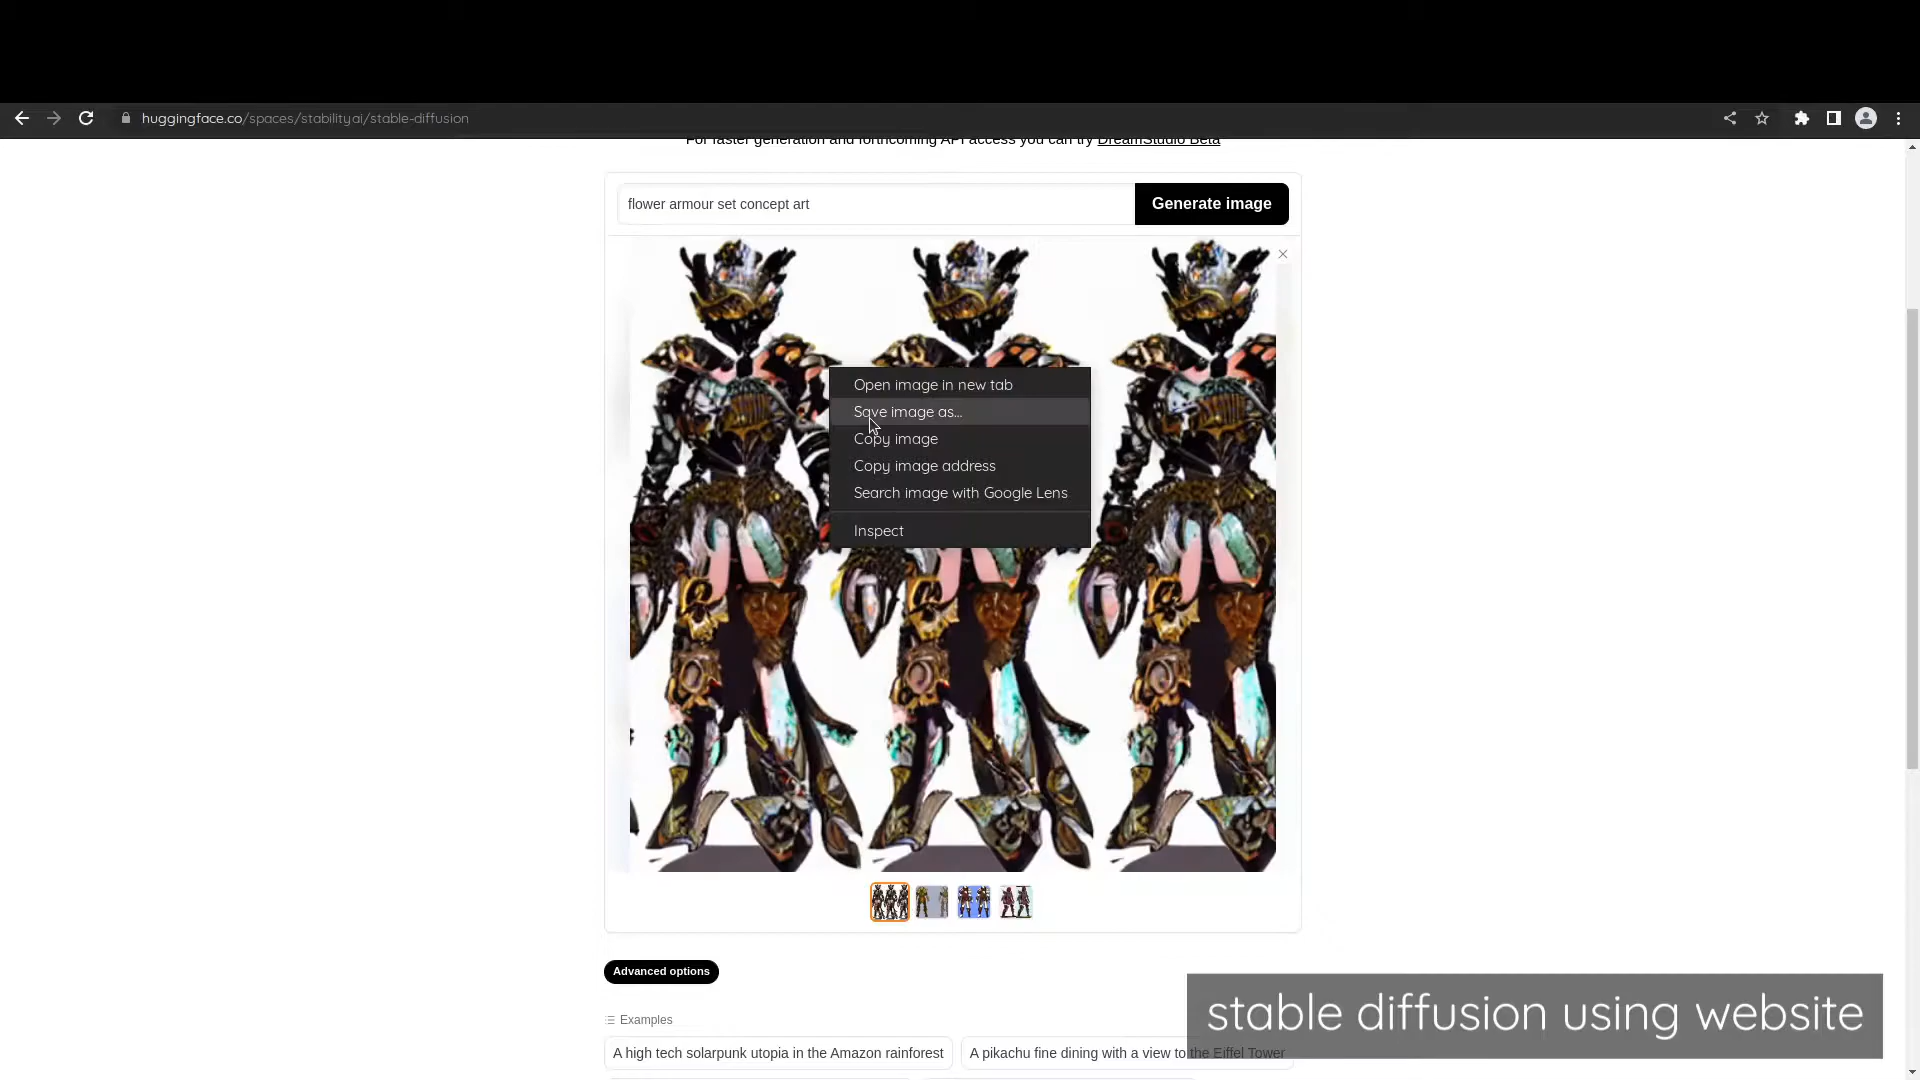 huggingface.co/spaces/stabilityai/stable-diffusion
For faster generation and forthcoming API access you can try DreamStudio Beta
flower armour set concept art
Generate image
Open image in new tab
Save image as...
Copy image
Copy image address
Search image with Google Lens
Inspect
Advanced options
Examples
A high tech solarpunk utopia in the Amazon rainforest
A pikachu fine dining with a view to the Eiffel Tower
stable diffusion using website